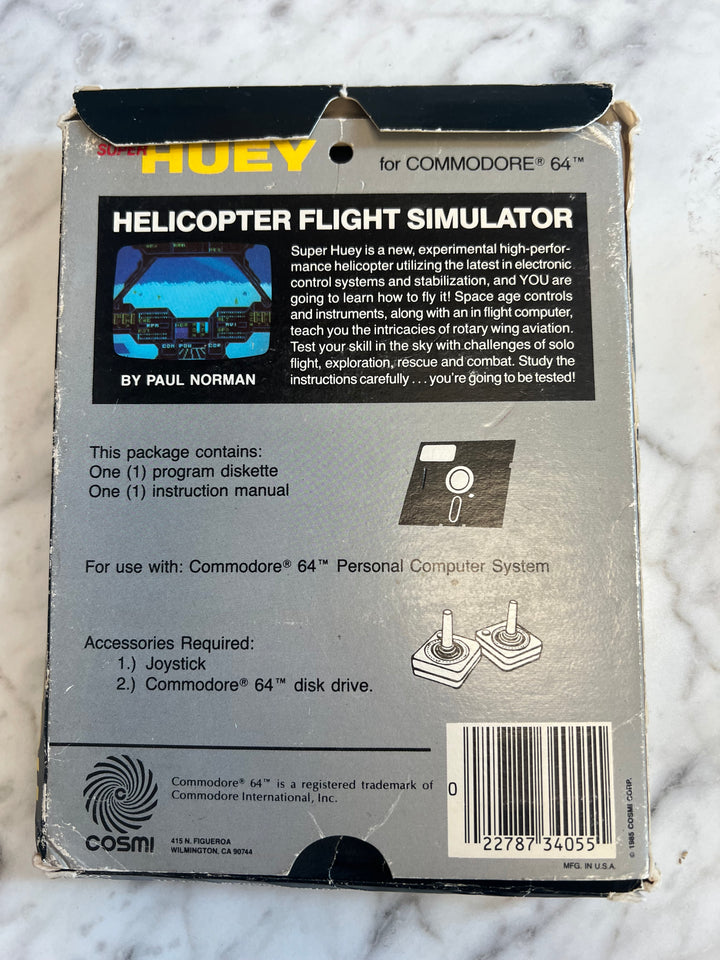 SUPER HUEY for COMMODORE® 64™
HELICOPTER FLIGHT SIMULATOR
Super Huey is a new, experimental high-perfor-
mance helicopter utilizing the latest in electronic
control systems and stabilization, and YOU are
going to learn how to fly it! Space age controls
and instruments, along with an in flight computer,
teach you the intricacies of rotary wing aviation.
Test your skill in the sky with challenges of solo
flight, exploration, rescue and combat. Study the
instructions carefully . . . you're going to be tested!
BY PAUL NORMAN
This package contains:
One (1) program diskette
One (1) instruction manual
For use with: Commodore® 64™ Personal Computer System
Accessories Required:
1.) Joystick
2.) Commodore® 64™ disk drive.
Commodore® 64™ is a registered trademark of
Commodore International, Inc.
C
COSMI
415 N. FIGUEROA
WILMINGTON, CA 90744
0
22787 34055
© 1985 COSMI CORP.
MFG. IN U.S.A.